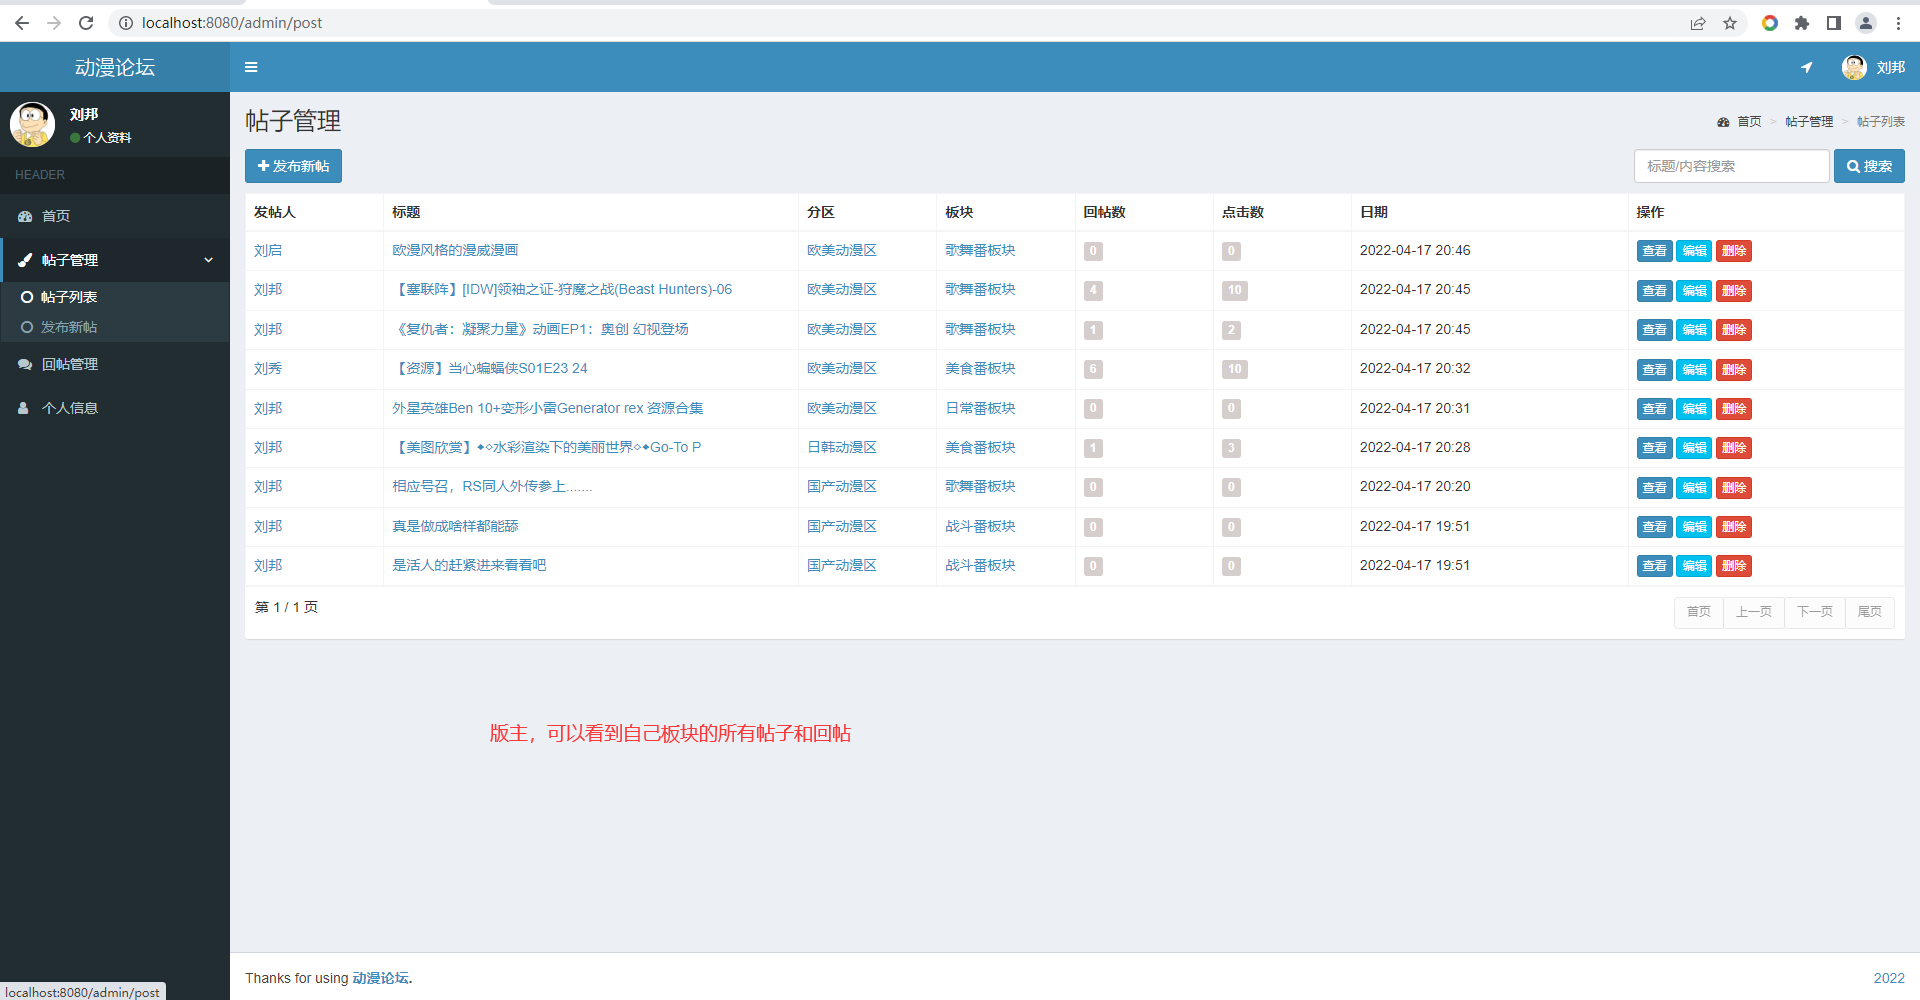 localhost:8080/admin/post
动漫论坛
刘邦
刘邦
个人资料
HEADER
首页
帖子管理
帖子列表
发布新帖
回帖管理
个人信息
帖子管理
首页 > 帖子管理 > 帖子列表
发布新帖
标题/内容搜索 搜索
发帖人 标题 分区 板块 回帖数 点击数 日期 操作
刘启 欧漫风格的漫威漫画 欧美动漫区 歌舞番板块 0 0 2022-04-17 20:46 查看 编辑 删除
刘邦 【塞联阵】[IDW]领袖之证-狩魔之战(Beast Hunters)-06 欧美动漫区 歌舞番板块 4 10 2022-04-17 20:45 查看 编辑 删除
刘邦 《复仇者：凝聚力量》动画EP1：奥创 幻视登场 欧美动漫区 歌舞番板块 1 2 2022-04-17 20:45 查看 编辑 删除
刘秀 【资源】当心蝙蝠侠S01E23 24 欧美动漫区 美食番板块 6 10 2022-04-17 20:32 查看 编辑 删除
刘邦 外星英雄Ben 10+变形小雷Generator rex 资源合集 欧美动漫区 日常番板块 0 0 2022-04-17 20:31 查看 编辑 删除
刘邦 【美图欣赏】◆◇水彩渲染下的美丽世界◇◆Go-To P 日韩动漫区 美食番板块 1 3 2022-04-17 20:28 查看 编辑 删除
刘邦 相应号召，RS同人外传参上....... 国产动漫区 歌舞番板块 0 0 2022-04-17 20:20 查看 编辑 删除
刘邦 真是做成啥样都能舔 国产动漫区 战斗番板块 0 0 2022-04-17 19:51 查看 编辑 删除
刘邦 是活人的赶紧进来看看吧 国产动漫区 战斗番板块 0 0 2022-04-17 19:51 查看 编辑 删除
第 1 / 1 页
首页 上一页 下一页 尾页
版主，可以看到自己板块的所有帖子和回帖
Thanks for using 动漫论坛.
2022
localhost:8080/admin/post